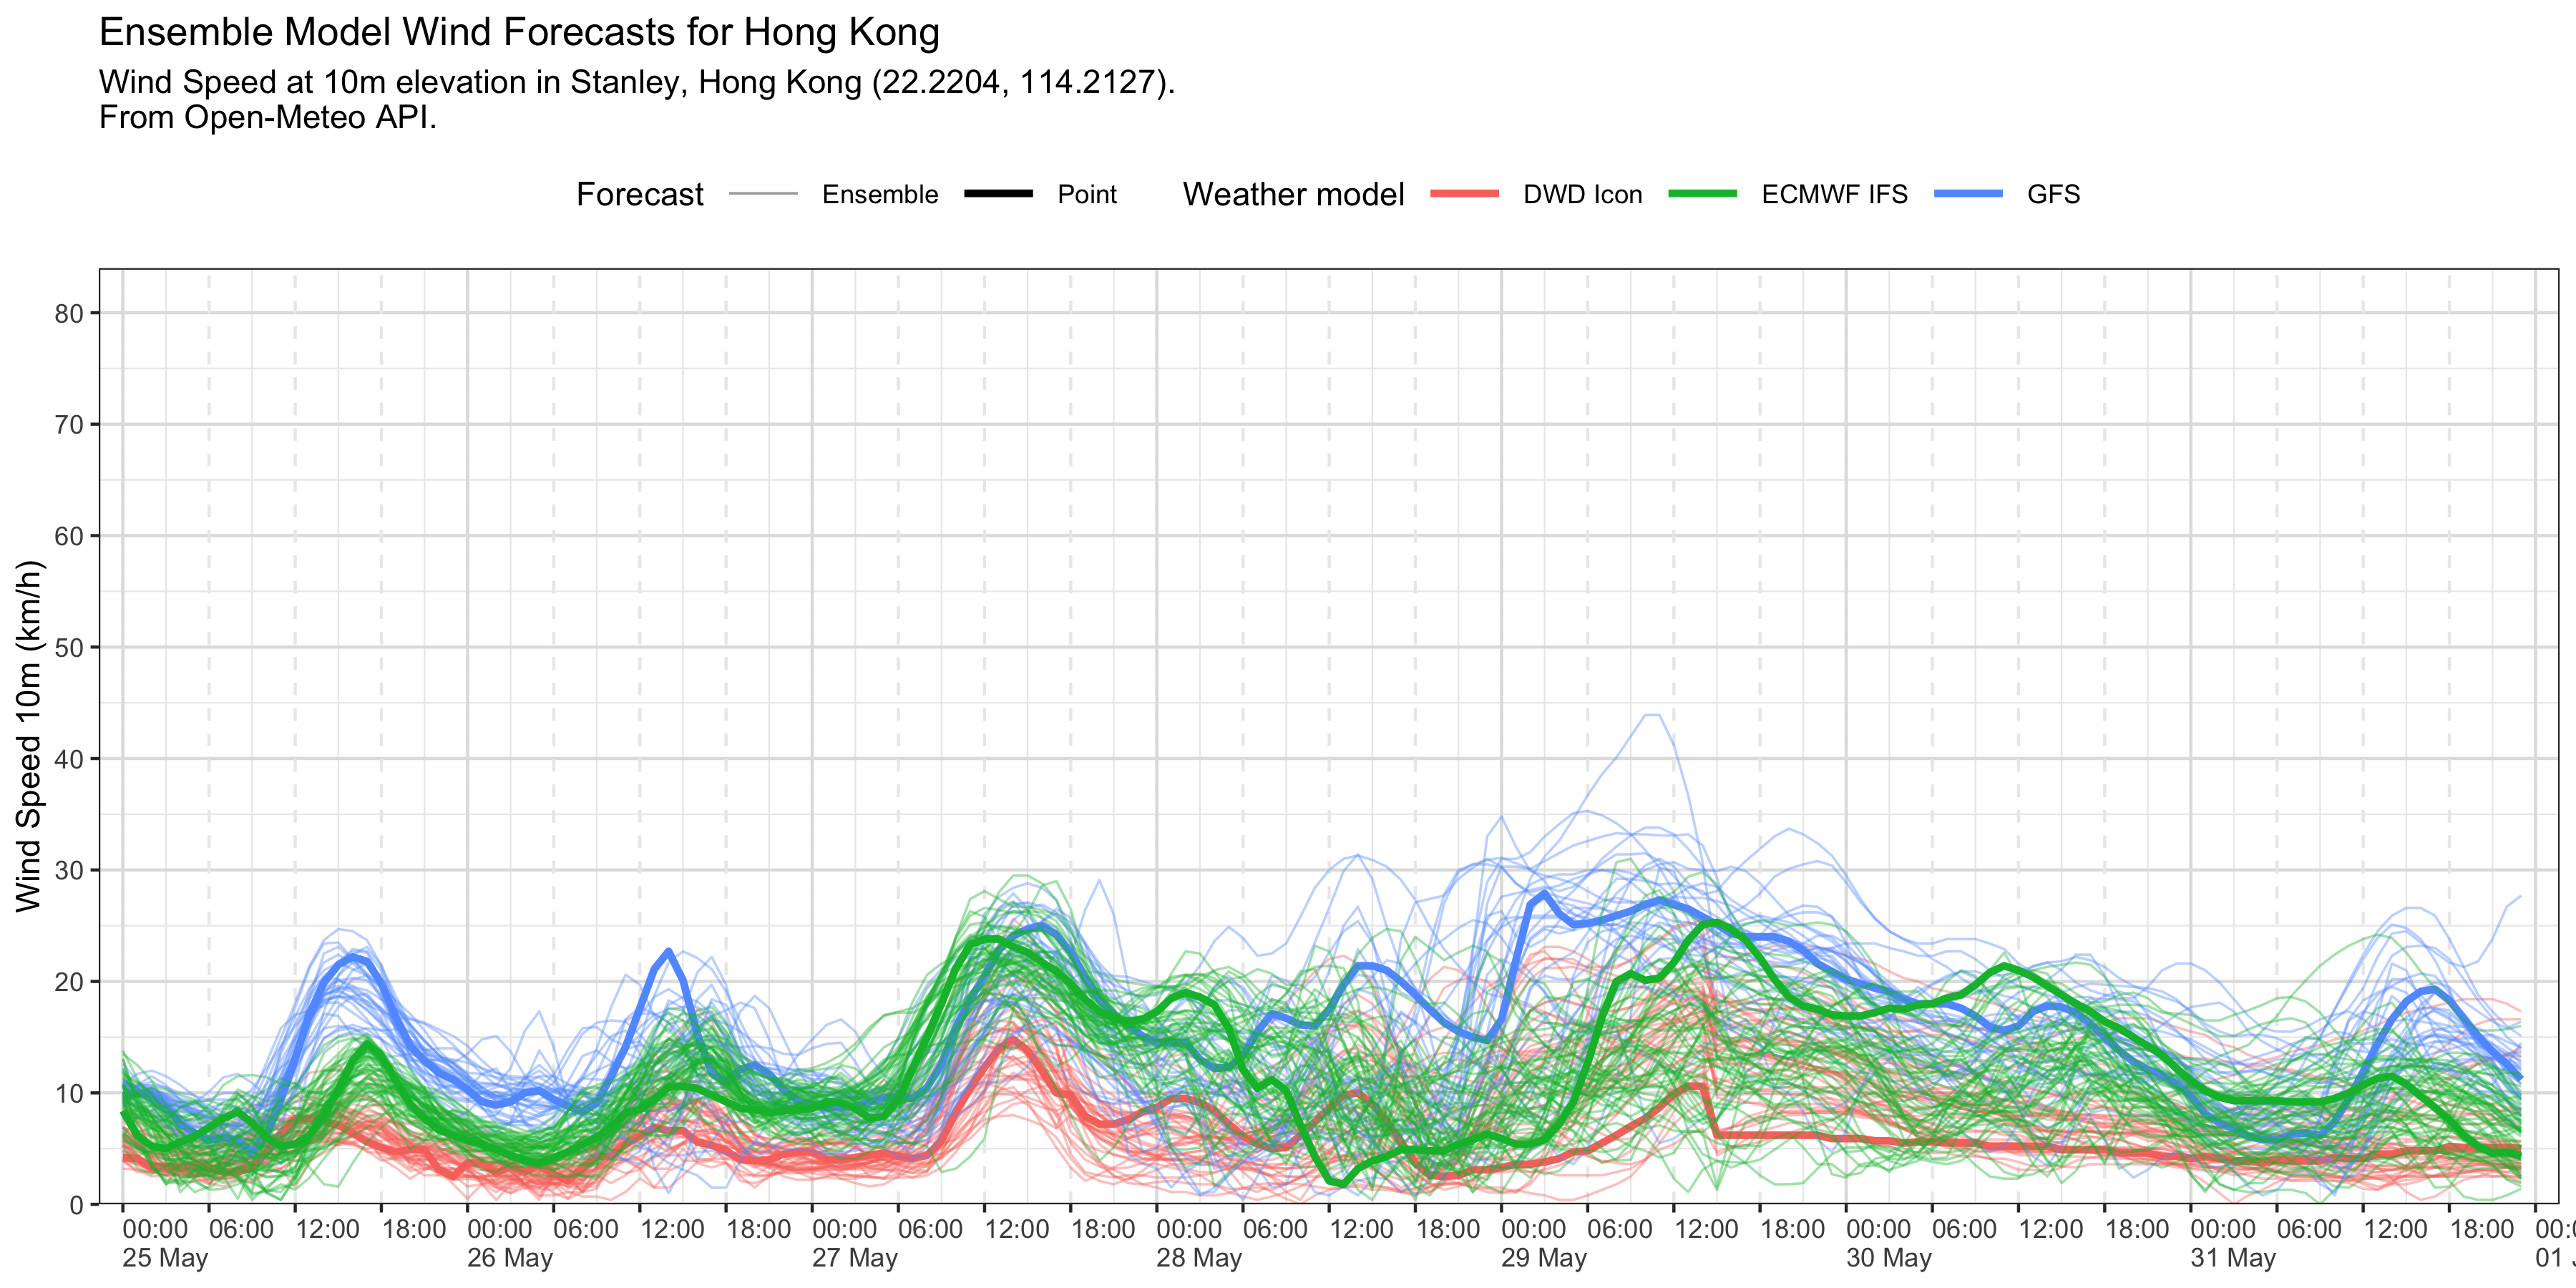 Ensemble Model Wind Forecasts for Hong Kong
Wind Speed at 10m elevation in Stanley, Hong Kong (22.2204, 114.2127).
From Open-Meteo API.
Forecast Ensemble Point Weather model DWD Icon ECMWF IFS GFS
Wind Speed 10m (km/h)
80
70
60
50
40
30
20
10
0
00:00 06:00 12:00 18:00 00:00 06:00 12:00 18:00 00:00 06:00 12:00 18:00 00:00 06:00 12:00 18:00 00:00 06:00 12:00 18:00 00:00 06:00 12:00 18:00 00:00 06:00 12:00 18:00 00:
25 May 26 May 27 May 28 May 29 May 30 May 31 May 01